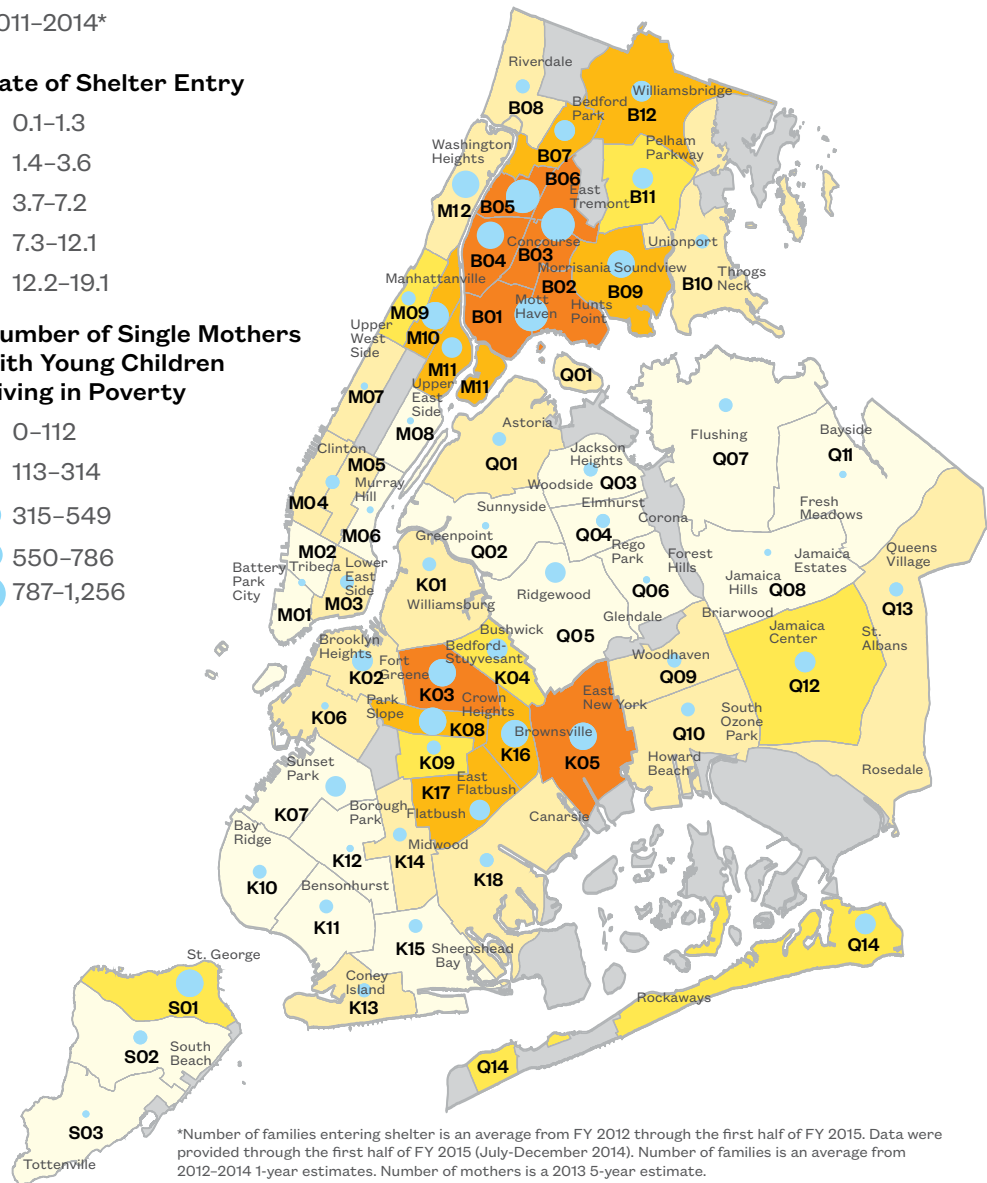 011–2014*
ate of Shelter Entry
0.1–1.3
1.4–3.6
3.7–7.2
7.3–12.1
12.2–19.1
umber of Single Mothers
ith Young Children
iving in Poverty
0–112
113–314
315–549
550–786
787–1,256
Riverdale
B08
Williamsbridge
B12
Bedford
Park
B07
Washington
Heights
M12
Pelham
Parkway
B11
B06
East
Tremont
B05
Concourse
B04
B03
Unionport
B10
Throgs
Neck
Morrisania
Soundview
B09
B02
Hunts
Point
B01
Mott
Haven
Manhattanville
M09
M10
M11
M11
Upper
West
Side
M07
Upper
East
Side
M08
Q01
Astoria
Q01
Clinton
M05
Murray
Hill
M04
M06
M02
Tribeca
Battery
Park
City
Lower
East
Side
M03
M01
Jackson
Heights
Q03
Woodside
Elmhurst
Q04
Corona
Sunnyside
Q02
Rego
Park
Forest
Hills
Q06
Glendale
Ridgewood
Q05
Flushing
Q07
Bayside
Q11
Fresh
Meadows
Jamaica
Estates
Jamaica
Hills
Q08
Briarwood
Queens
Village
Q13
St.
Albans
Rosedale
Jamaica
Center
Q12
Woodhaven
Q09
South
Ozone
Park
Q10
Howard
Beach
Greenpoint
K01
Williamsburg
Bushwick
K04
Bedford-
Stuyvesant
K03
Brooklyn
Heights
Fort
Greene
K02
Park
Slope
K06
Crown
Heights
K08
Brownsville
K16
East
New York
K05
K09
East
Flatbush
K17
Flatbush
Canarsie
K18
Sunset
Park
K07
Borough
Park
K12
Midwood
K14
Bay
Ridge
K10
Bensonhurst
K11
K15
Sheepshead
Bay
Coney
Island
K13
Q14
Rockaways
Q14
St. George
S01
S02
South
Beach
S03
Tottenville
*Number of families entering shelter is an average from FY 2012 through the first half of FY 2015. Data were
provided through the first half of FY 2015 (July-December 2014). Number of families is an average from
2012–2014 1-year estimates. Number of mothers is a 2013 5-year estimate.